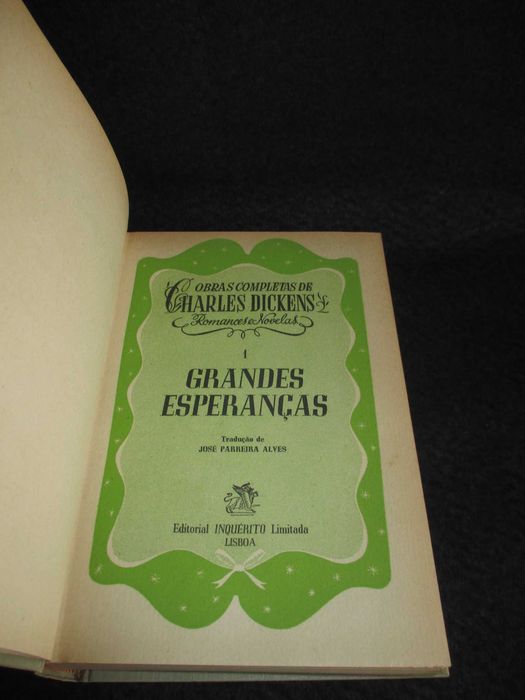 OBRAS COMPLETAS DE
CHARLES DICKENS
Romances e Novelas
1
GRANDES
ESPERANÇAS
Tradução de
JOSÉ PARREIRA ALVES
Editorial INQUÉRITO Limitada
LISBOA